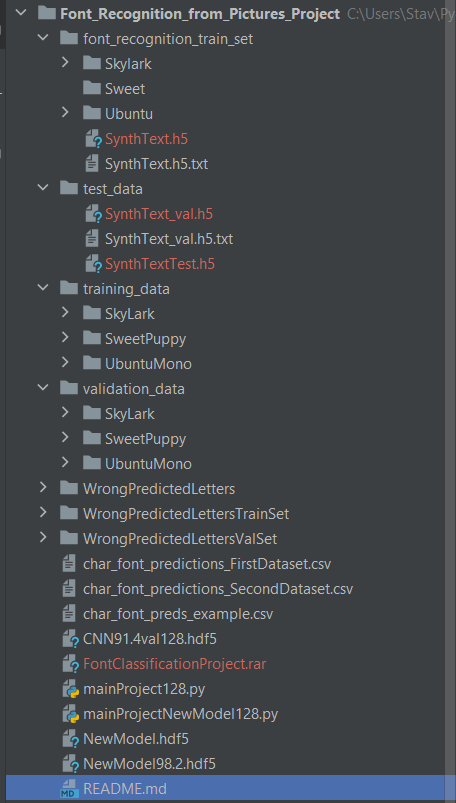 Font_Recognition_from_Pictures_Project C:\Users\Stav\Py
font_recognition_train_set
Skylark
Sweet
Ubuntu
SynthText.h5
SynthText.h5.txt
test_data
SynthText_val.h5
SynthText_val.h5.txt
SynthTextTest.h5
training_data
SkyLark
SweetPuppy
UbuntuMono
validation_data
SkyLark
SweetPuppy
UbuntuMono
WrongPredictedLetters
WrongPredictedLettersTrainSet
WrongPredictedLettersValSet
char_font_predictions_FirstDataset.csv
char_font_predictions_SecondDataset.csv
char_font_preds_example.csv
CNN91.4val128.hdf5
FontClassificationProject.rar
mainProject128.py
mainProjectNewModel128.py
NewModel.hdf5
NewModel98.2.hdf5
MD README.md